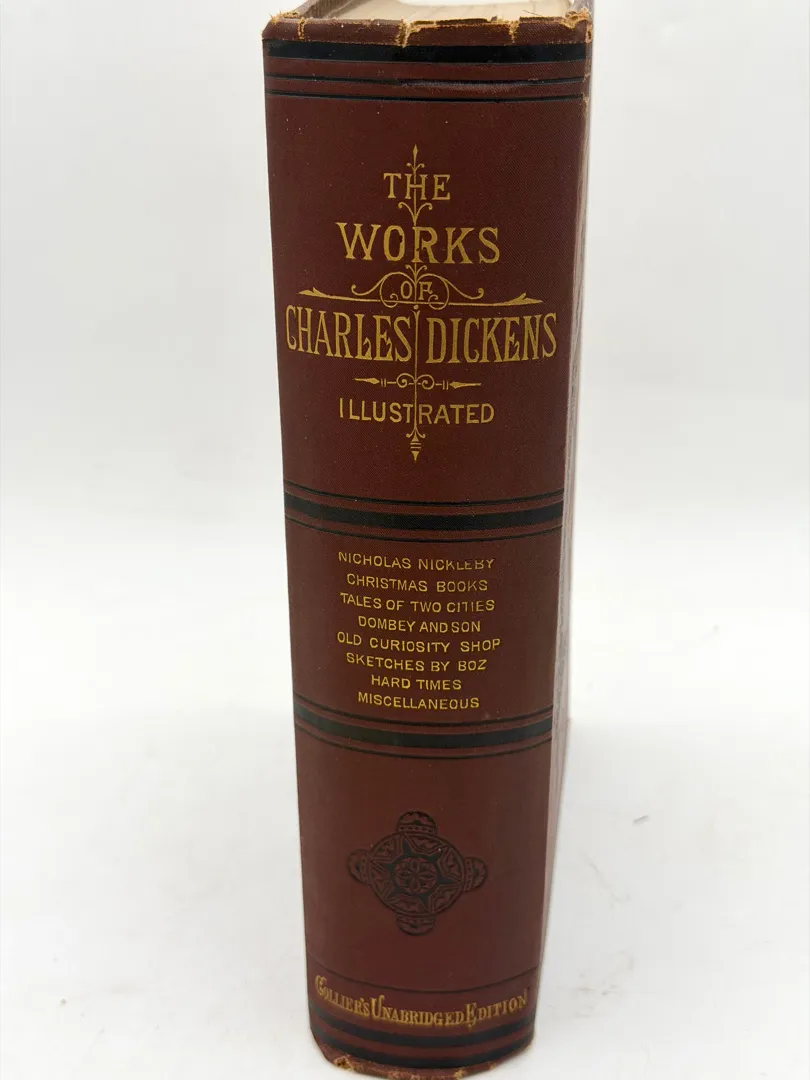 THE
WORKS
OF
CHARLES DICKENS
ILLUSTRATED
NICHOLAS NICKLEBY
CHRISTMAS BOOKS
TALES OF TWO CITIES
DOMBEY AND SON
OLD CURIOSITY SHOP
SKETCHES BY BOZ
HARD TIMES
MISCELLANEOUS
COLLIER'S UNABRIDGED EDITION